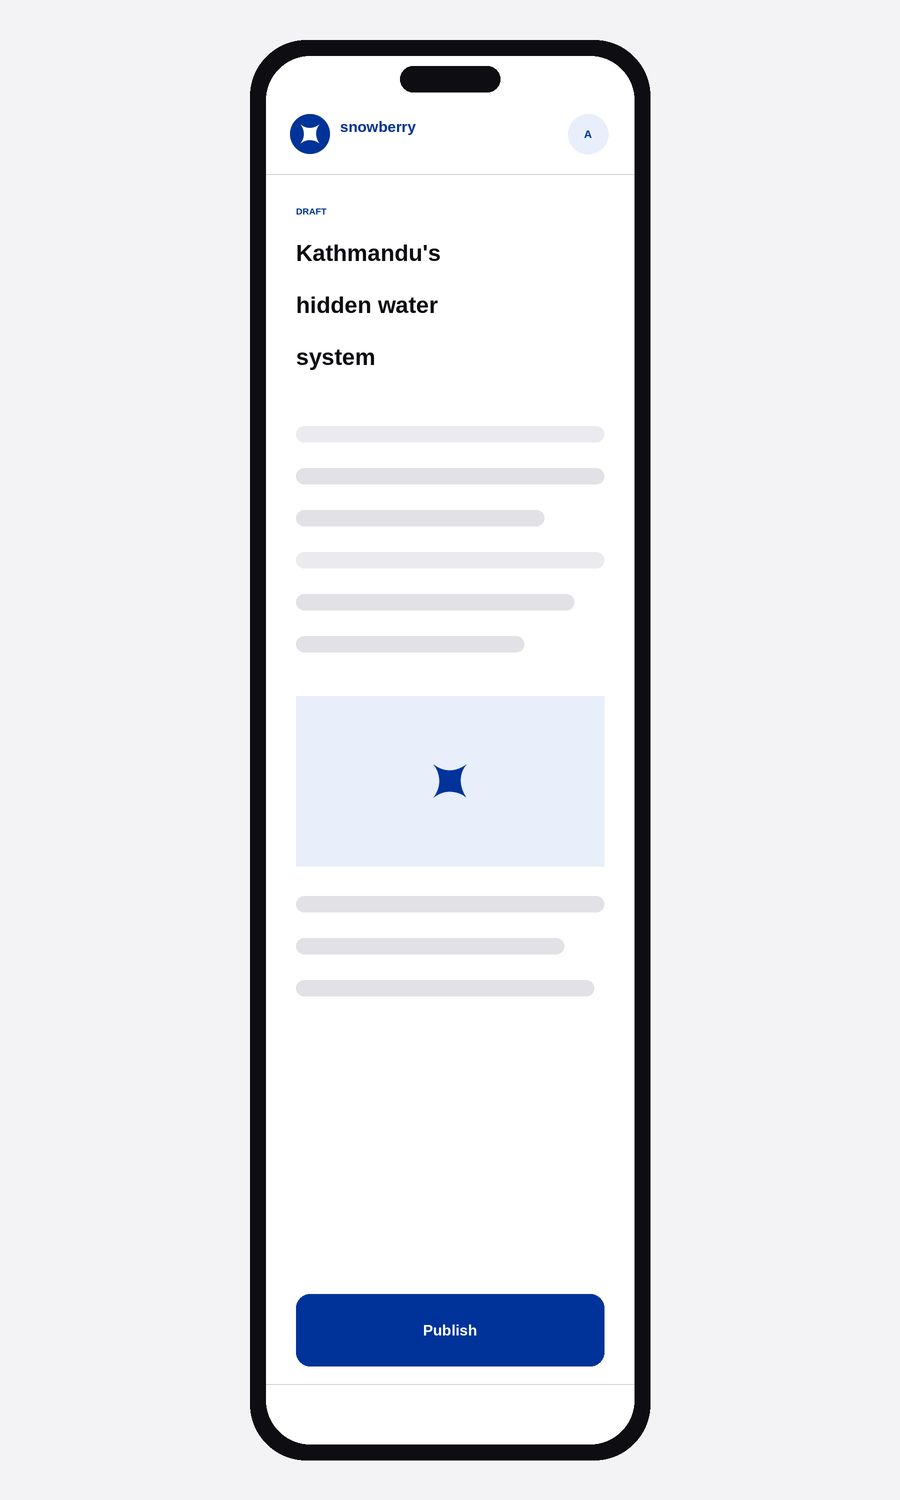 snowberry
A
DRAFT
Kathmandu's
hidden water
system
Publish